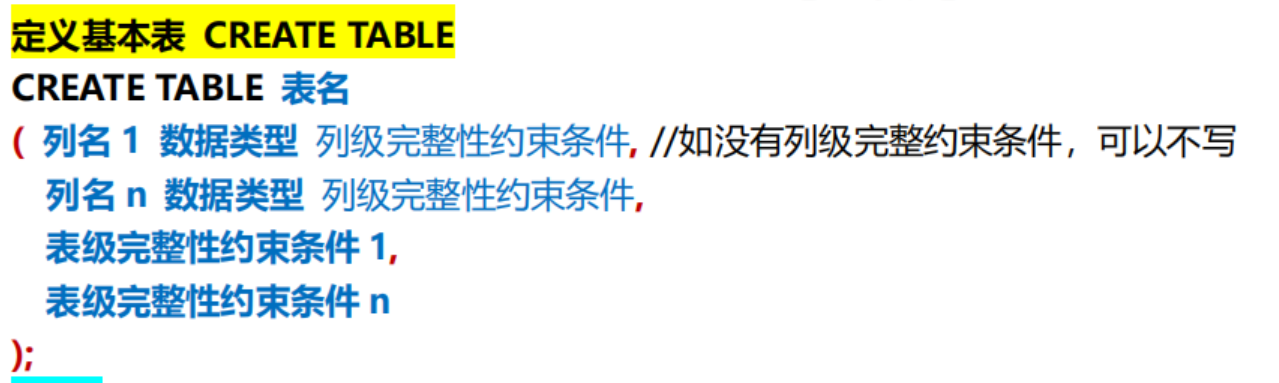 定义基本表 CREATE TABLE
CREATE TABLE 表名
( 列名 1 数据类型 列级完整性约束条件, //如没有列级完整约束条件，可以不写
列名 n 数据类型 列级完整性约束条件,
表级完整性约束条件 1,
表级完整性约束条件 n
);